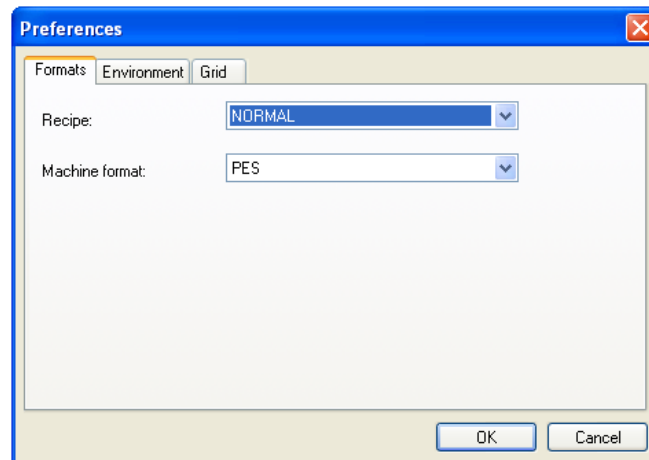 Preferences
Formats Environment Grid
Recipe: NORMAL
Machine format: PES
OK Cancel